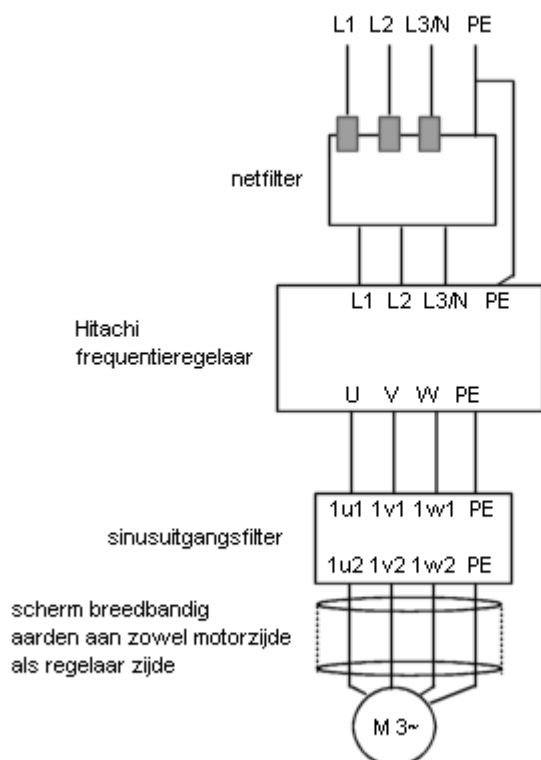 L1 L2 L3/N PE
netfilter
L1 L2 L3/N PE
Hitachi
frequentieregelaar
U V W PE
1u1 1v1 1w1 PE
sinusuitgangsfilter
1u2 1v2 1w2 PE
scherm breedbandig
aarden aan zowel motorzijde
als regelaar zijde
M 3~